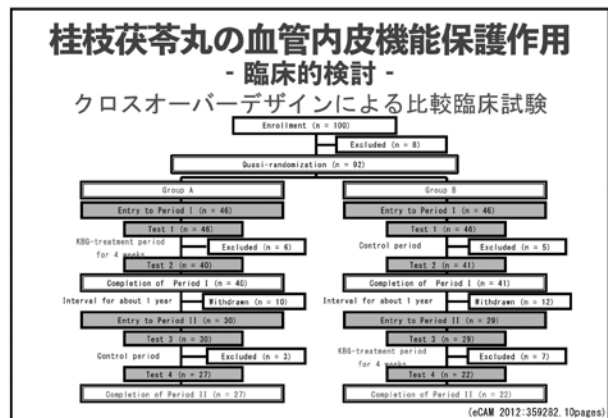 桂枝茯苓丸の血管内皮機能保護作用
- 臨床的検討 -
クロスオーバーデザインによる比較臨床試験
Enrollment (n = 100)
Excluded (n = 8)
Quasi-randomization (n = 92)
Group A
Entry to Period I (n = 46)
Test 1 (n = 46)
KBG-treatment period
for 4 weeks
Excluded (n = 6)
Test 2 (n = 40)
Completion of Period I (n = 40)
Interval for about 1 year
Withdrawn (n = 10)
Entry to Period II (n = 30)
Test 3 (n = 30)
Control period
Excluded (n = 3)
Test 4 (n = 27)
Completion of Period II (n = 27)
Group B
Entry to Period I (n = 46)
Test 1 (n = 46)
Control period
Excluded (n = 5)
Test 2 (n = 41)
Completion of Period I (n = 41)
Interval for about 1 year
Withdrawn (n = 12)
Entry to Period II (n = 29)
Test 3 (n = 29)
KBG-treatment period
for 4 weeks
Excluded (n = 7)
Test 4 (n = 22)
Completion of Period II (n = 22)
(eCAM 2012:359282, 10pages)